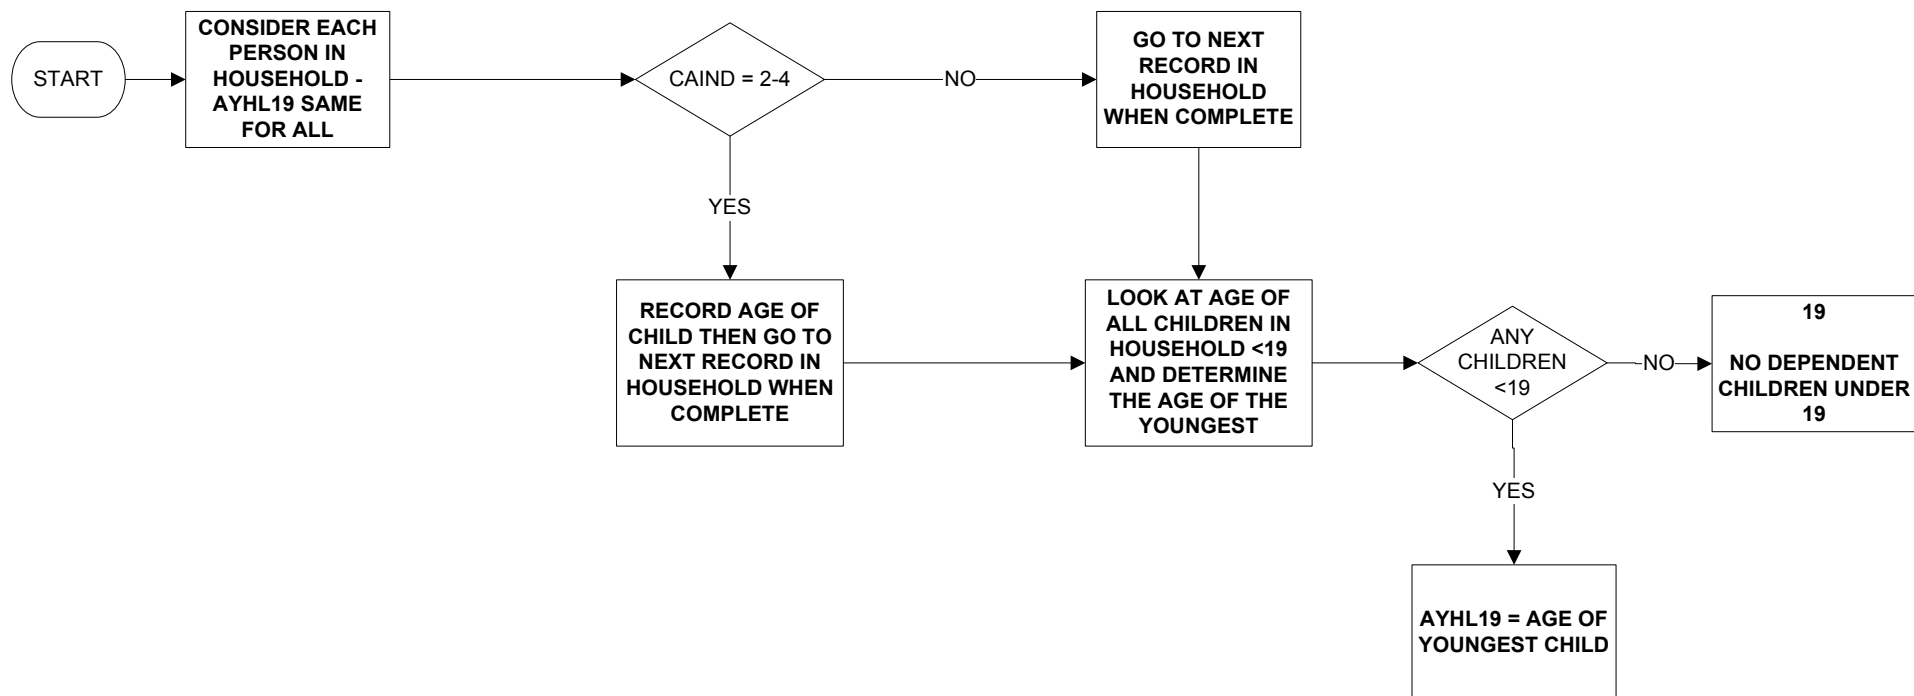 START
CONSIDER EACH
PERSON IN
HOUSEHOLD -
AYHL19 SAME
FOR ALL
CAIND = 2-4
NO
GO TO NEXT
RECORD IN
HOUSEHOLD
WHEN COMPLETE
YES
RECORD AGE OF
CHILD THEN GO TO
NEXT RECORD IN
HOUSEHOLD WHEN
COMPLETE
LOOK AT AGE OF
ALL CHILDREN IN
HOUSEHOLD <19
AND DETERMINE
THE AGE OF THE
YOUNGEST
ANY
CHILDREN
<19
NO
19
NO DEPENDENT
CHILDREN UNDER
19
YES
AYHL19 = AGE OF
YOUNGEST CHILD